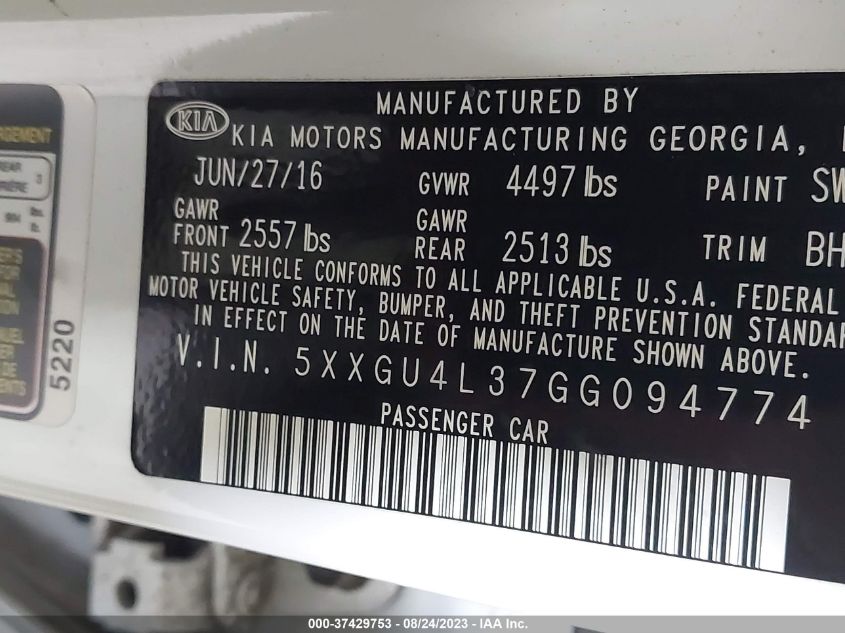 MANUFACTURED BY
KIA KIA MOTORS MANUFACTURING GEORGIA,
JUN/27/16 GVWR 4497 lbs PAINT SW
GAWR FRONT 2557 lbs GAWR REAR 2513 lbs TRIM BH
THIS VEHICLE CONFORMS TO ALL APPLICABLE U.S.A. FEDERAL
MOTOR VEHICLE SAFETY, BUMPER, AND THEFT PREVENTION STANDAR
IN EFFECT ON THE DATE OF MANUFACTURE SHOWN ABOVE.
V.I.N. 5XXGU4L37GG094774
PASSENGER CAR
5220
000-37429753 - 08/24/2023 - IAA Inc.